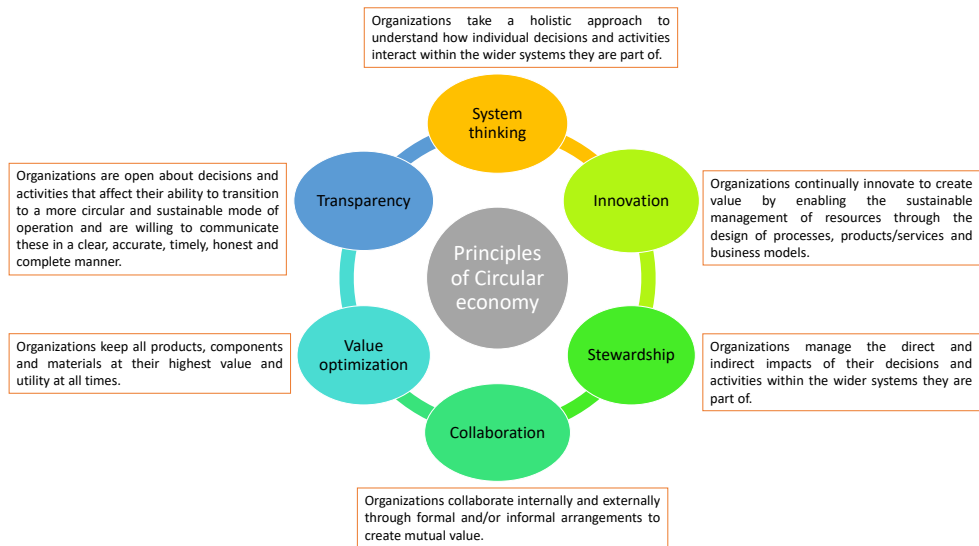 Organizations take a holistic approach to
understand how individual decisions and activities
interact within the wider systems they are part of.
System
thinking
Organizations are open about decisions and
activities that affect their ability to transition
to a more circular and sustainable mode of
operation and are willing to communicate
these in a clear, accurate, timely, honest and
complete manner.
Transparency
Innovation
Organizations continually innovate to create
value by enabling the sustainable
management of resources through the
design of processes, products/services and
business models.
Principles
of Circular
economy
Organizations keep all products, components
and materials at their highest value and
utility at all times.
Value
optimization
Stewardship
Organizations manage the direct and
indirect impacts of their decisions and
activities within the wider systems they are
part of.
Collaboration
Organizations collaborate internally and externally
through formal and/or informal arrangements to
create mutual value.